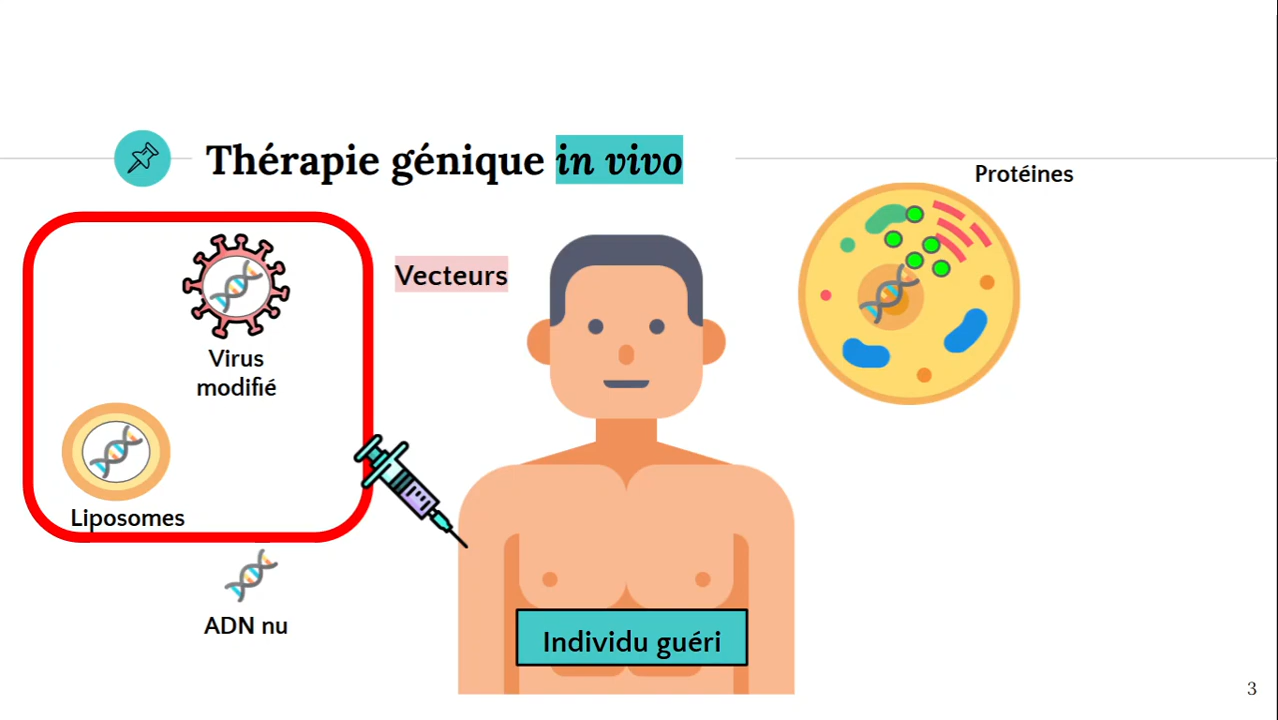 Thérapie génique in vivo
Protéines
Vecteurs
Virus
modifié
Liposomes
ADN nu
Individu guéri
3